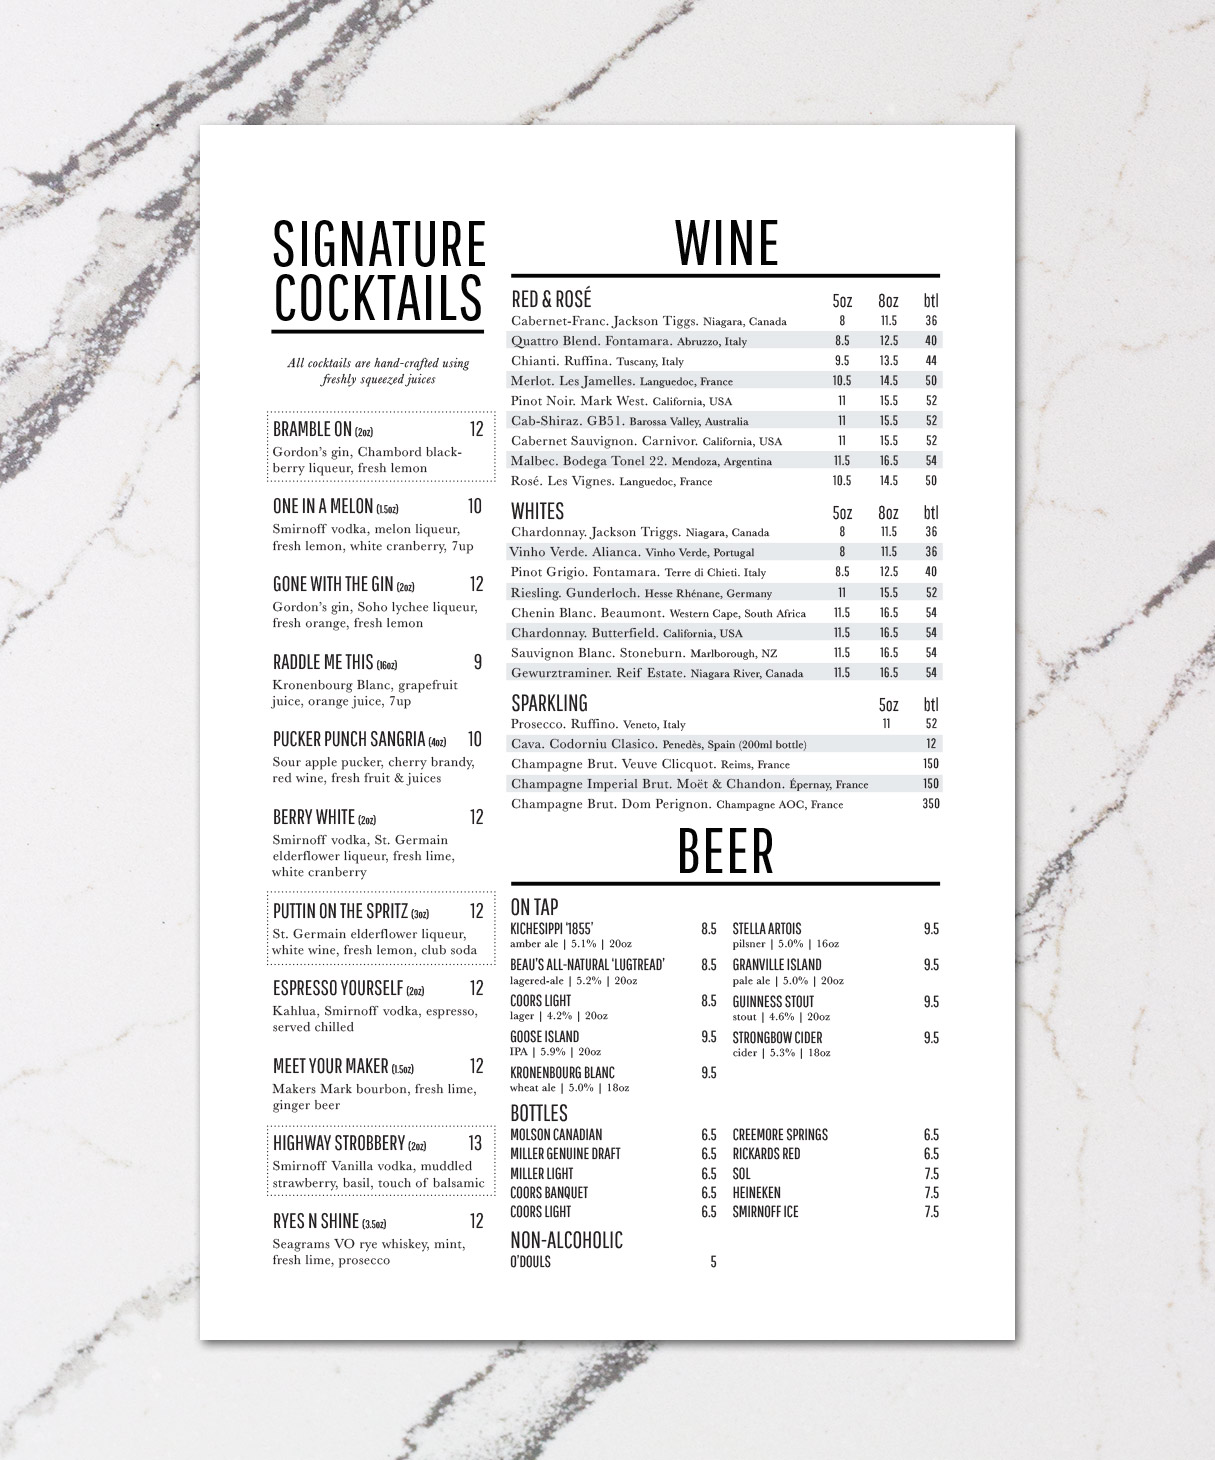 SIGNATURE
COCKTAILS
All cocktails are hand-crafted using
freshly squeezed juices
BRAMBLE ON (2oz) 12
Gordon's gin, Chambord black-
berry liqueur, fresh lemon
ONE IN A MELON (1.5oz) 10
Smirnoff vodka, melon liqueur,
fresh lemon, white cranberry, 7up
GONE WITH THE GIN (2oz) 12
Gordon's gin, Soho lychee liqueur,
fresh orange, fresh lemon
RADDLE ME THIS (16oz) 9
Kronenbourg Blanc, grapefruit
juice, orange juice, 7up
PUCKER PUNCH SANGRIA (4oz) 10
Sour apple pucker, cherry brandy,
red wine, fresh fruit & juices
BERRY WHITE (2oz) 12
Smirnoff vodka, St. Germain
elderflower liqueur, fresh lime,
white cranberry
PUTTIN ON THE SPRITZ (3oz) 12
St. Germain elderflower liqueur,
white wine, fresh lemon, club soda
ESPRESSO YOURSELF (2oz) 12
Kahlua, Smirnoff vodka, espresso,
served chilled
MEET YOUR MAKER (1.5oz) 12
Makers Mark bourbon, fresh lime,
ginger beer
HIGHWAY STROBBERY (2oz) 13
Smirnoff Vanilla vodka, muddled
strawberry, basil, touch of balsamic
RYES N SHINE (3.5oz) 12
Seagrams VO rye whiskey, mint,
fresh lime, prosecco
WINE
RED & ROSÉ 5oz 8oz btl
Cabernet-Franc. Jackson Tiggs. Niagara, Canada 8 11.5 36
Quattro Blend. Fontamara. Abruzzo, Italy 8.5 12.5 40
Chianti. Ruffina. Tuscany, Italy 9.5 13.5 44
Merlot. Les Jamelles. Languedoc, France 10.5 14.5 50
Pinot Noir. Mark West. California, USA 11 15.5 52
Cab-Shiraz. GB51. Barossa Valley, Australia 11 15.5 52
Cabernet Sauvignon. Carnivor. California, USA 11 15.5 52
Malbec. Bodega Tonel 22. Mendoza, Argentina 11.5 16.5 54
Rosé. Les Vignes. Languedoc, France 10.5 14.5 50
WHITES 5oz 8oz btl
Chardonnay. Jackson Triggs. Niagara, Canada 8 11.5 36
Vinho Verde. Alianca. Vinho Verde, Portugal 8 11.5 36
Pinot Grigio. Fontamara. Terre di Chieti. Italy 8.5 12.5 40
Riesling. Gunderloch. Hesse Rhénane, Germany 11 15.5 52
Chenin Blanc. Beaumont. Western Cape, South Africa 11.5 16.5 54
Chardonnay. Butterfield. California, USA 11.5 16.5 54
Sauvignon Blanc. Stoneburn. Marlborough, NZ 11.5 16.5 54
Gewurztraminer. Reif Estate. Niagara River, Canada 11.5 16.5 54
SPARKLING 5oz btl
Prosecco. Ruffino. Veneto, Italy 11 52
Cava. Codorniu Clasico. Penedès, Spain (200ml bottle) 12
Champagne Brut. Veuve Clicquot. Reims, France 150
Champagne Imperial Brut. Moët & Chandon. Épernay, France 150
Champagne Brut. Dom Perignon. Champagne AOC, France 350
BEER
ON TAP
KICHESIPPI '1855' 8.5
amber ale | 5.1% | 20oz
BEAU'S ALL-NATURAL 'LUGTREAD' 8.5
lagered-ale | 5.2% | 20oz
COORS LIGHT 8.5
lager | 4.2% | 20oz
GOOSE ISLAND 9.5
IPA | 5.9% | 20oz
KRONENBOURG BLANC 9.5
wheat ale | 5.0% | 18oz
STELLA ARTOIS 9.5
pilsner | 5.0% | 16oz
GRANVILLE ISLAND 9.5
pale ale | 5.0% | 20oz
GUINNESS STOUT 9.5
stout | 4.6% | 20oz
STRONGBOW CIDER 9.5
cider | 5.3% | 18oz
BOTTLES
MOLSON CANADIAN 6.5
MILLER GENUINE DRAFT 6.5
MILLER LIGHT 6.5
COORS BANQUET 6.5
COORS LIGHT 6.5
CREEMORE SPRINGS 6.5
RICKARDS RED 6.5
SOL 7.5
HEINEKEN 7.5
SMIRNOFF ICE 7.5
NON-ALCOHOLIC
O'DOULS 5